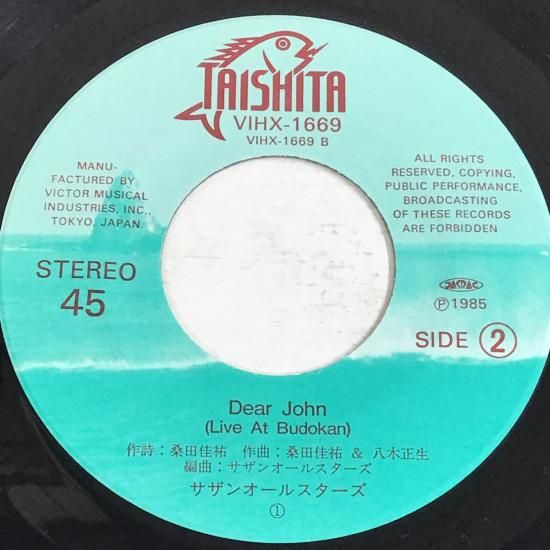 TAISHITA
VIHX-1669
VIHX-1669 B
MANU-
FACTURED BY
VICTOR MUSICAL
INDUSTRIES, INC.,
TOKYO, JAPAN.
ALL RIGHTS
RESERVED, COPYING,
PUBLIC PERFORMANCE,
BROADCASTING
OF THESE RECORDS
ARE FORBIDDEN
STEREO
45
JASRAC
Ⓟ1985
SIDE ②
Dear John
(Live At Budokan)
作詩：桑田佳祐 作曲：桑田佳祐 & 八木正生
編曲：サザンオールスターズ
サザンオールスターズ
①